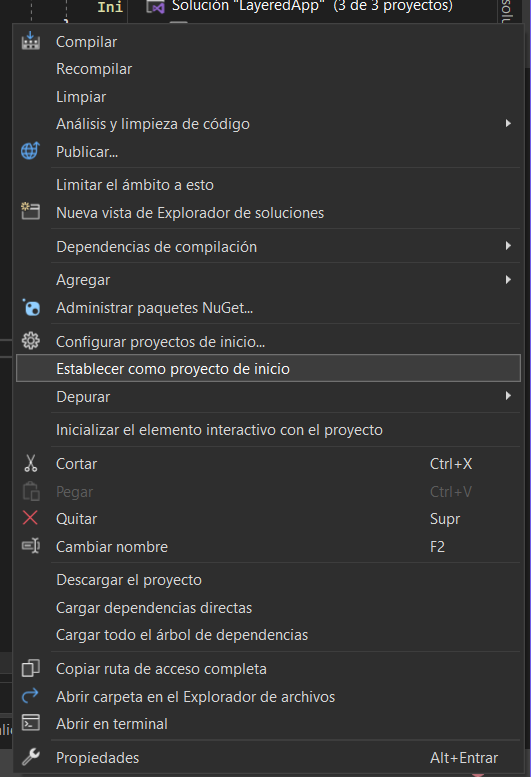 Ini
Solución "LayeredApp" (3 de 3 proyectos)
Compilar
Recompilar
Limpiar
Análisis y limpieza de código
Publicar...
Limitar el ámbito a esto
Nueva vista de Explorador de soluciones
Dependencias de compilación
Agregar
Administrar paquetes NuGet...
Configurar proyectos de inicio...
Establecer como proyecto de inicio
Depurar
Inicializar el elemento interactivo con el proyecto
Cortar Ctrl+X
Pegar Ctrl+V
Quitar Supr
Cambiar nombre F2
Descargar el proyecto
Cargar dependencias directas
Cargar todo el árbol de dependencias
Copiar ruta de acceso completa
Abrir carpeta en el Explorador de archivos
Abrir en terminal
Propiedades Alt+Entrar